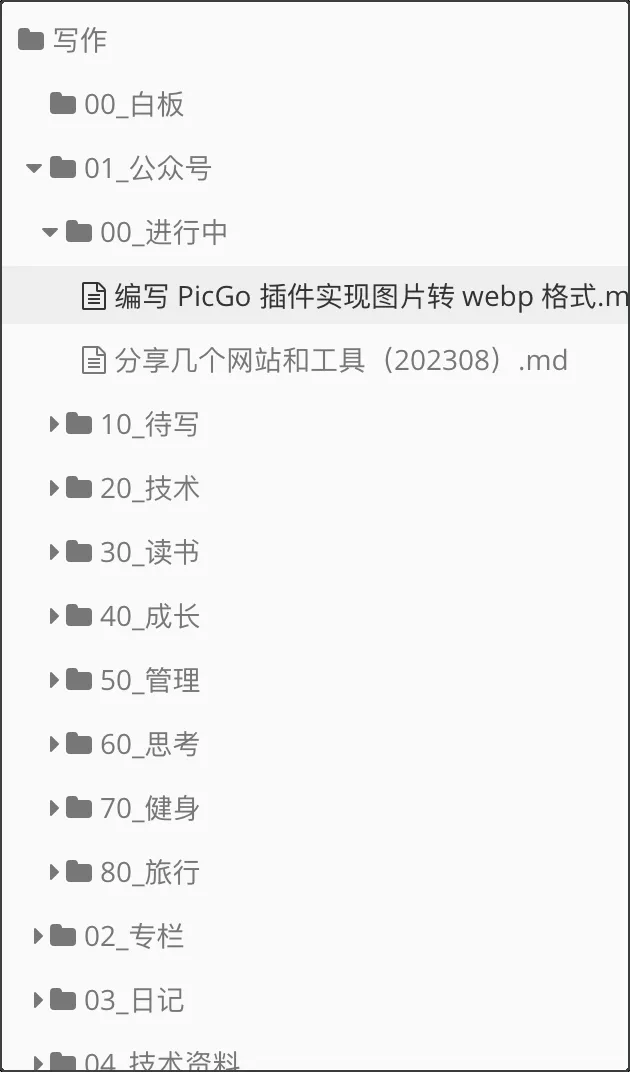 写作
00_白板
01_公众号
00_进行中
编写 PicGo 插件实现图片转 webp 格式.m
分享几个网站和工具（202308）.md
10_待写
20_技术
30_读书
40_成长
50_管理
60_思考
70_健身
80_旅行
02_专栏
03_日记
04_技术资料